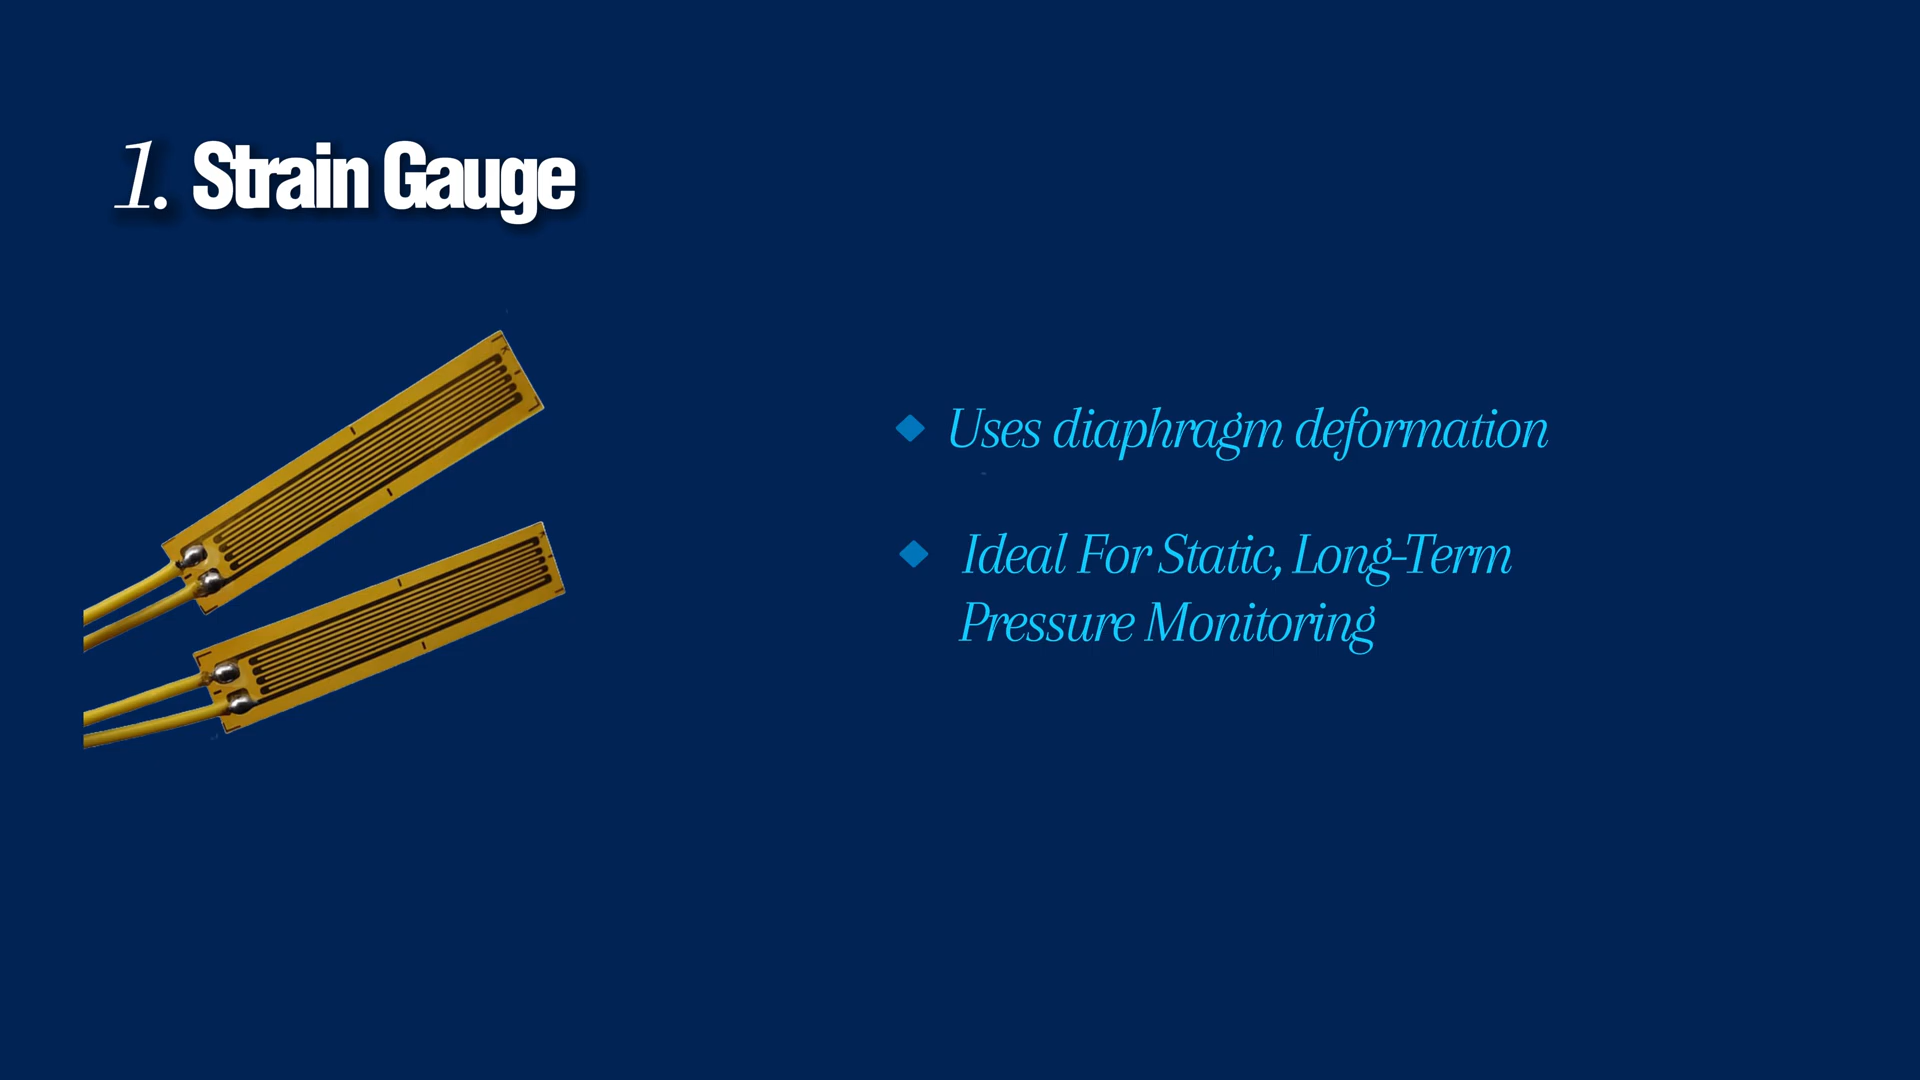 1. Strain Gauge
Uses diaphragm deformation
Ideal For Static, Long-Term
Pressure Monitoring